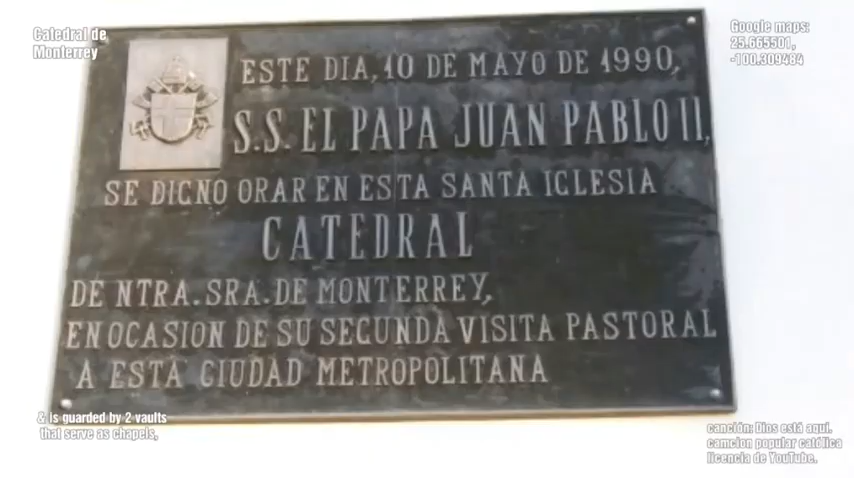 Catedral de
Monterrey
Google maps:
25.665501,
-100.309484
ESTE DIA, 10 DE MAYO DE 1990,
S.S. EL PAPA JUAN PABLO II,
SE DIGNO ORAR EN ESTA SANTA IGLESIA
CATEDRAL
DE NTRA. SRA. DE MONTERREY,
EN OCASION DE SU SEGUNDA VISITA PASTORAL
A ESTA CIUDAD METROPOLITANA
& is guarded by 2 vaults
that serve as chapels,
canción: Dios está aquí.
camcion popular católica
licencia de YouTube.